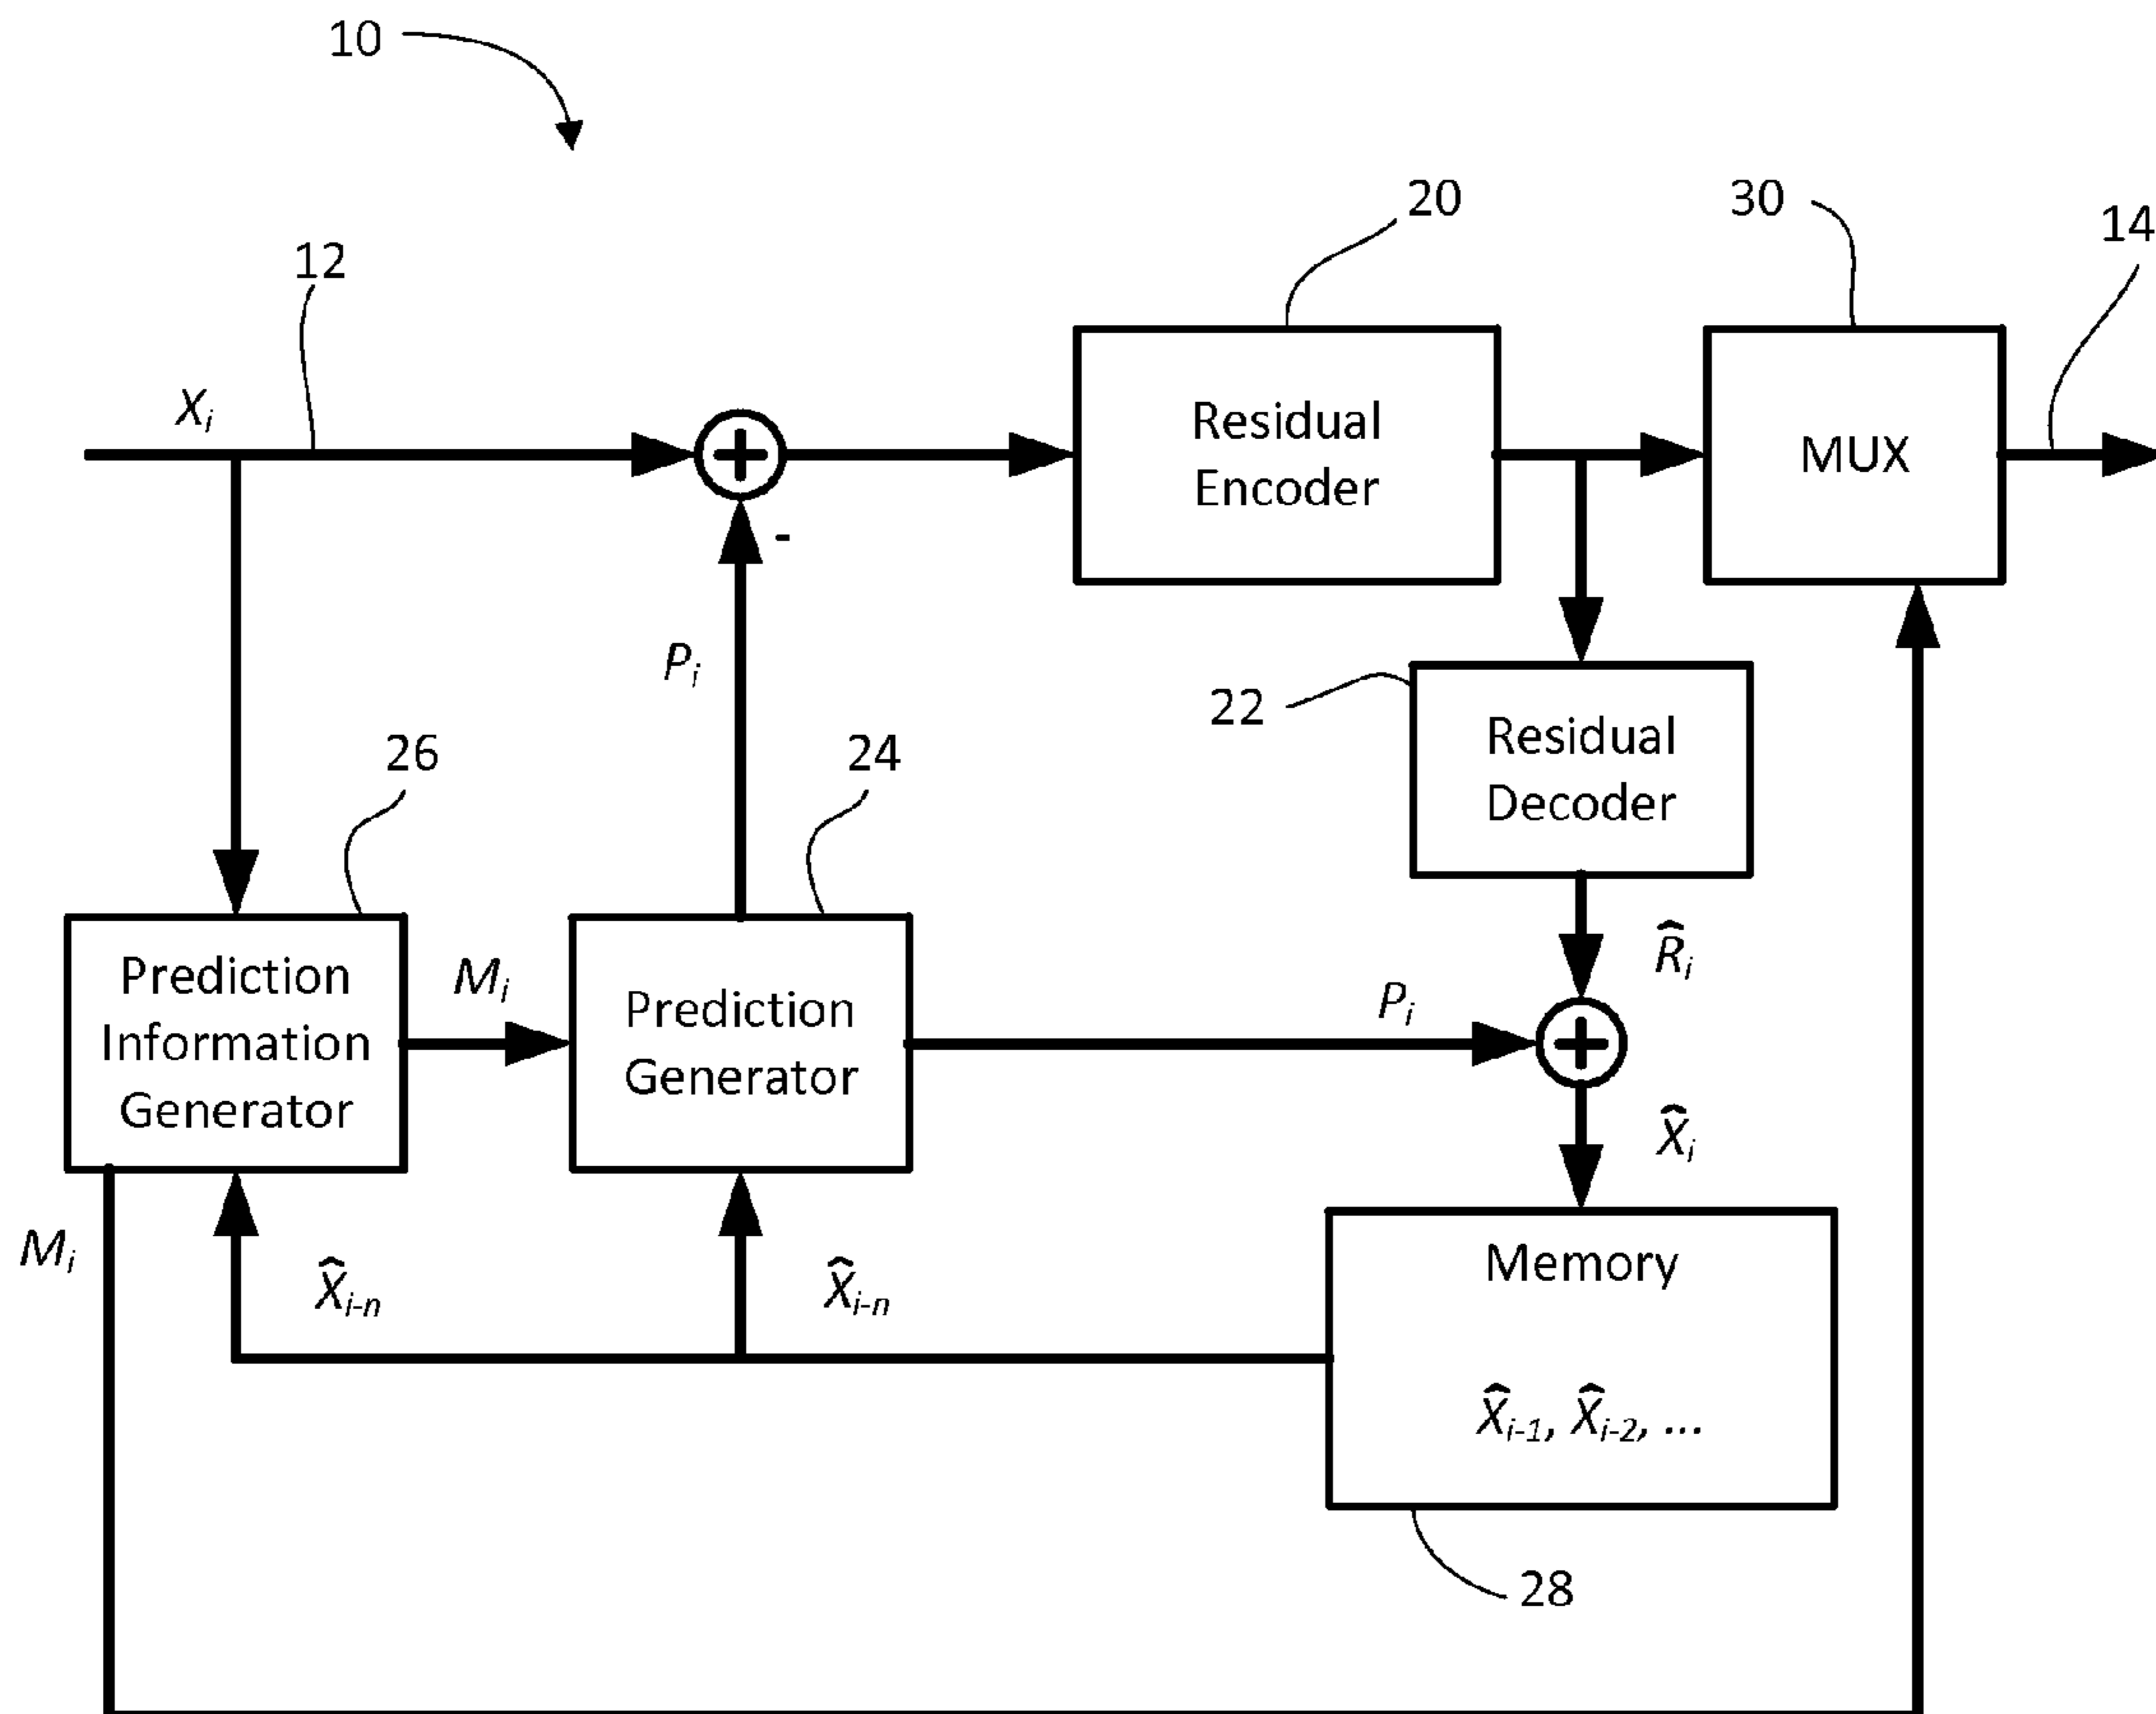 10
20
30
14
12
Xᵢ
Residual
Encoder
MUX
-
Pᵢ
22
Residual
Decoder
26
24
R̂ᵢ
Prediction
Information
Generator
Mᵢ
Prediction
Generator
Pᵢ
X̂ᵢ
Mᵢ
X̂ᵢ₋ₙ
X̂ᵢ₋ₙ
Memory
X̂ᵢ₋₁, X̂ᵢ₋₂, ...
28